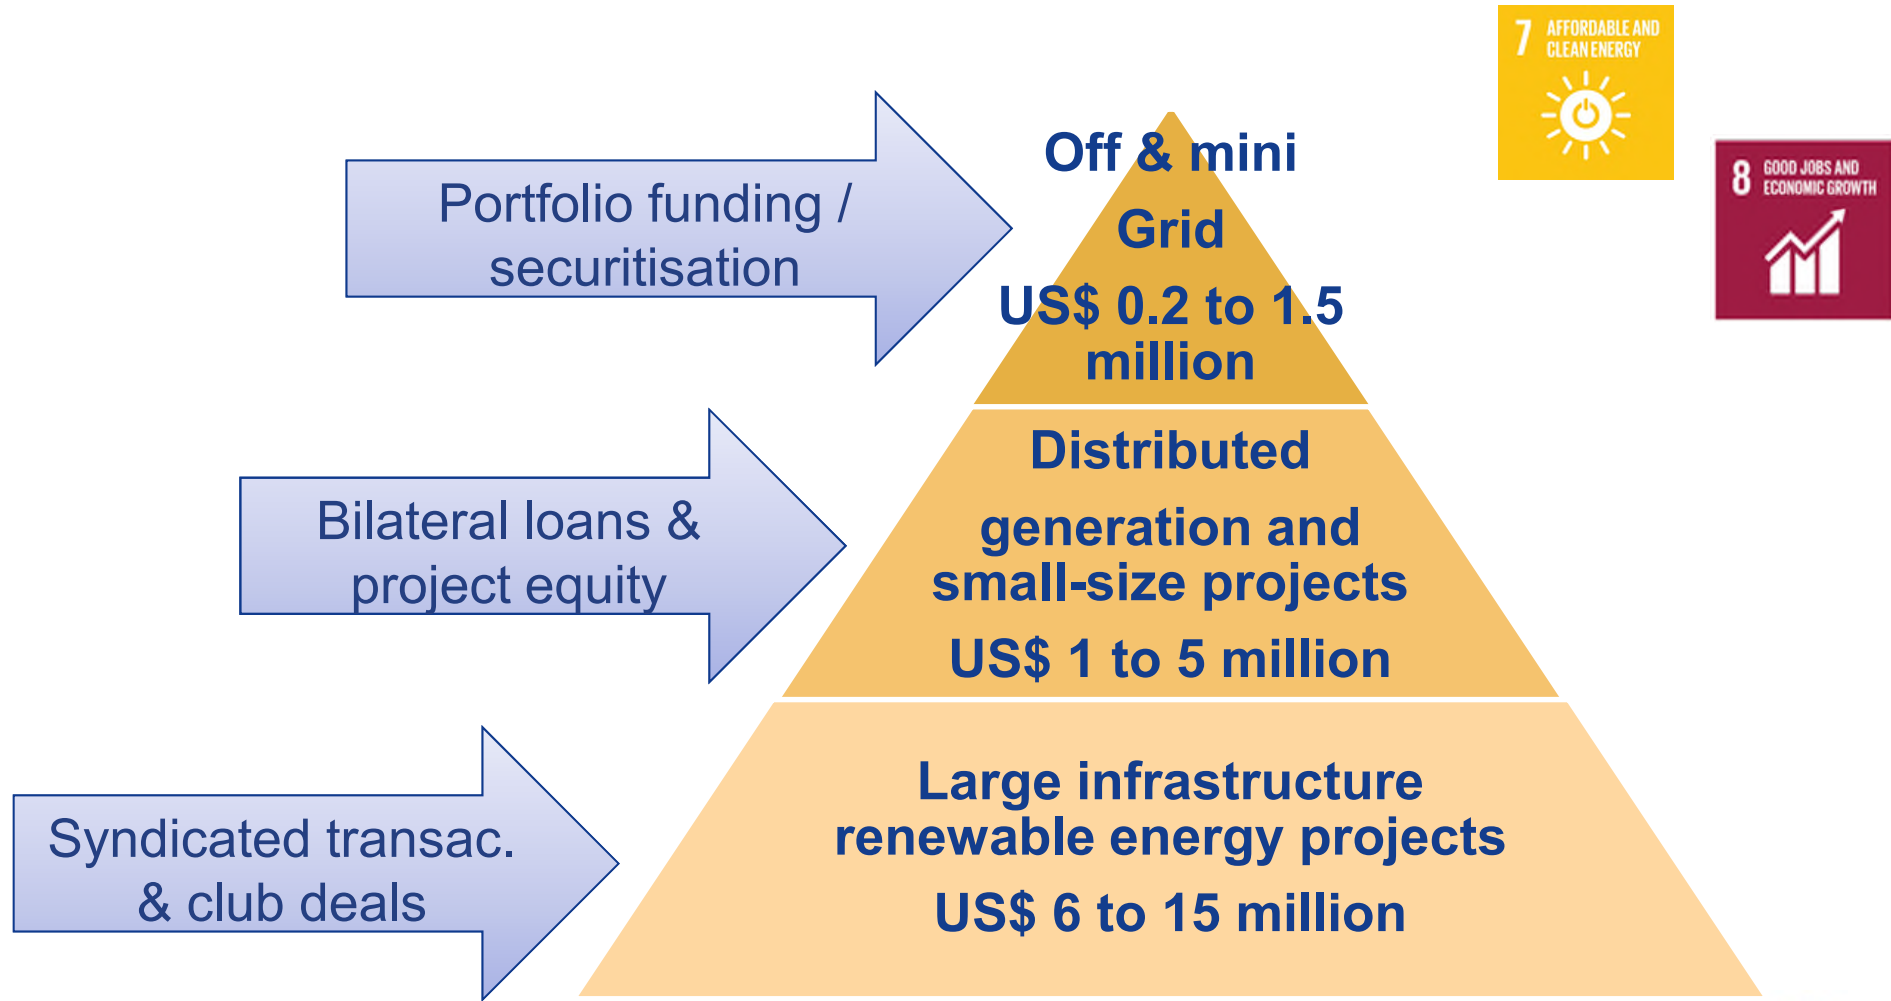 7 AFFORDABLE AND
CLEAN ENERGY
8 GOOD JOBS AND
ECONOMIC GROWTH
Portfolio funding /
securitisation
Off & mini
Grid
US$ 0.2 to 1.5
million
Bilateral loans &
project equity
Distributed
generation and
small-size projects
US$ 1 to 5 million
Syndicated transac.
& club deals
Large infrastructure
renewable energy projects
US$ 6 to 15 million